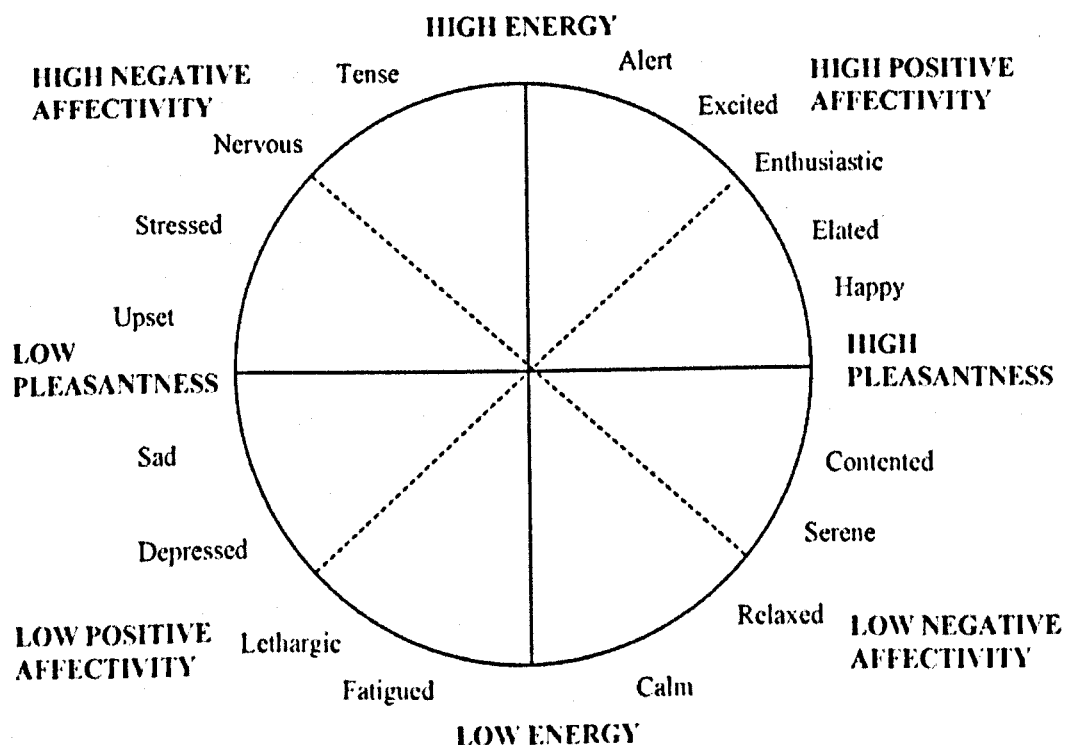 HIGH ENERGY
HIGH NEGATIVE
AFFECTIVITY
Tense
Alert
HIGH POSITIVE
AFFECTIVITY
Excited
Nervous
Enthusiastic
Stressed
Elated
Happy
Upset
LOW
PLEASANTNESS
HIGH
PLEASANTNESS
Sad
Contented
Serene
Depressed
Relaxed
LOW POSITIVE
AFFECTIVITY
Lethargic
LOW NEGATIVE
AFFECTIVITY
Fatigued
Calm
LOW ENERGY